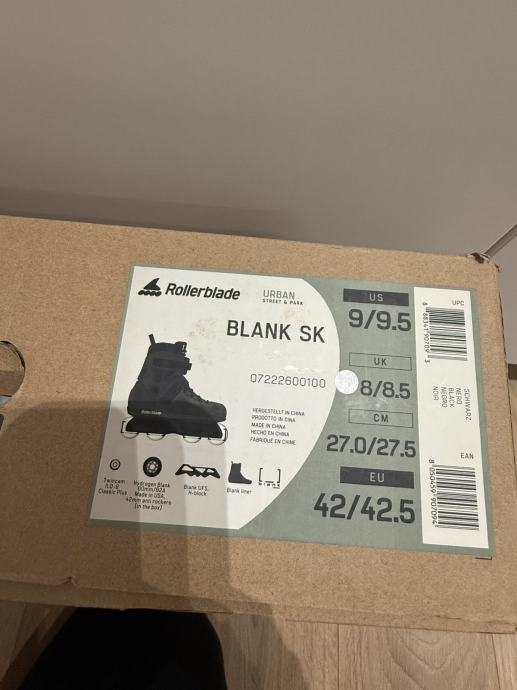 Rollerblade
URBAN
STREET & PARK
BLANK SK
07222600100
HERGESTELLT IN CHINA
PRODOTTO IN CINA
MADE IN CHINA
HECHO EN CHINA
FABRIQUÉ EN CHINE
Rollerblade
Twincam
ILQ-9
Classic Plus
Hydrogen Blank
60mm/92A
Made in USA,
42mm anti rockers
(in the box)
Blank UFS,
H-block
Blank liner
US
9/9.5
UK
8/8.5
CM
27.0/27.5
EU
42/42.5
UPC
SCHWARZ
NERO
BLACK
NEGRO
NOIR
EAN
8 050459 907094